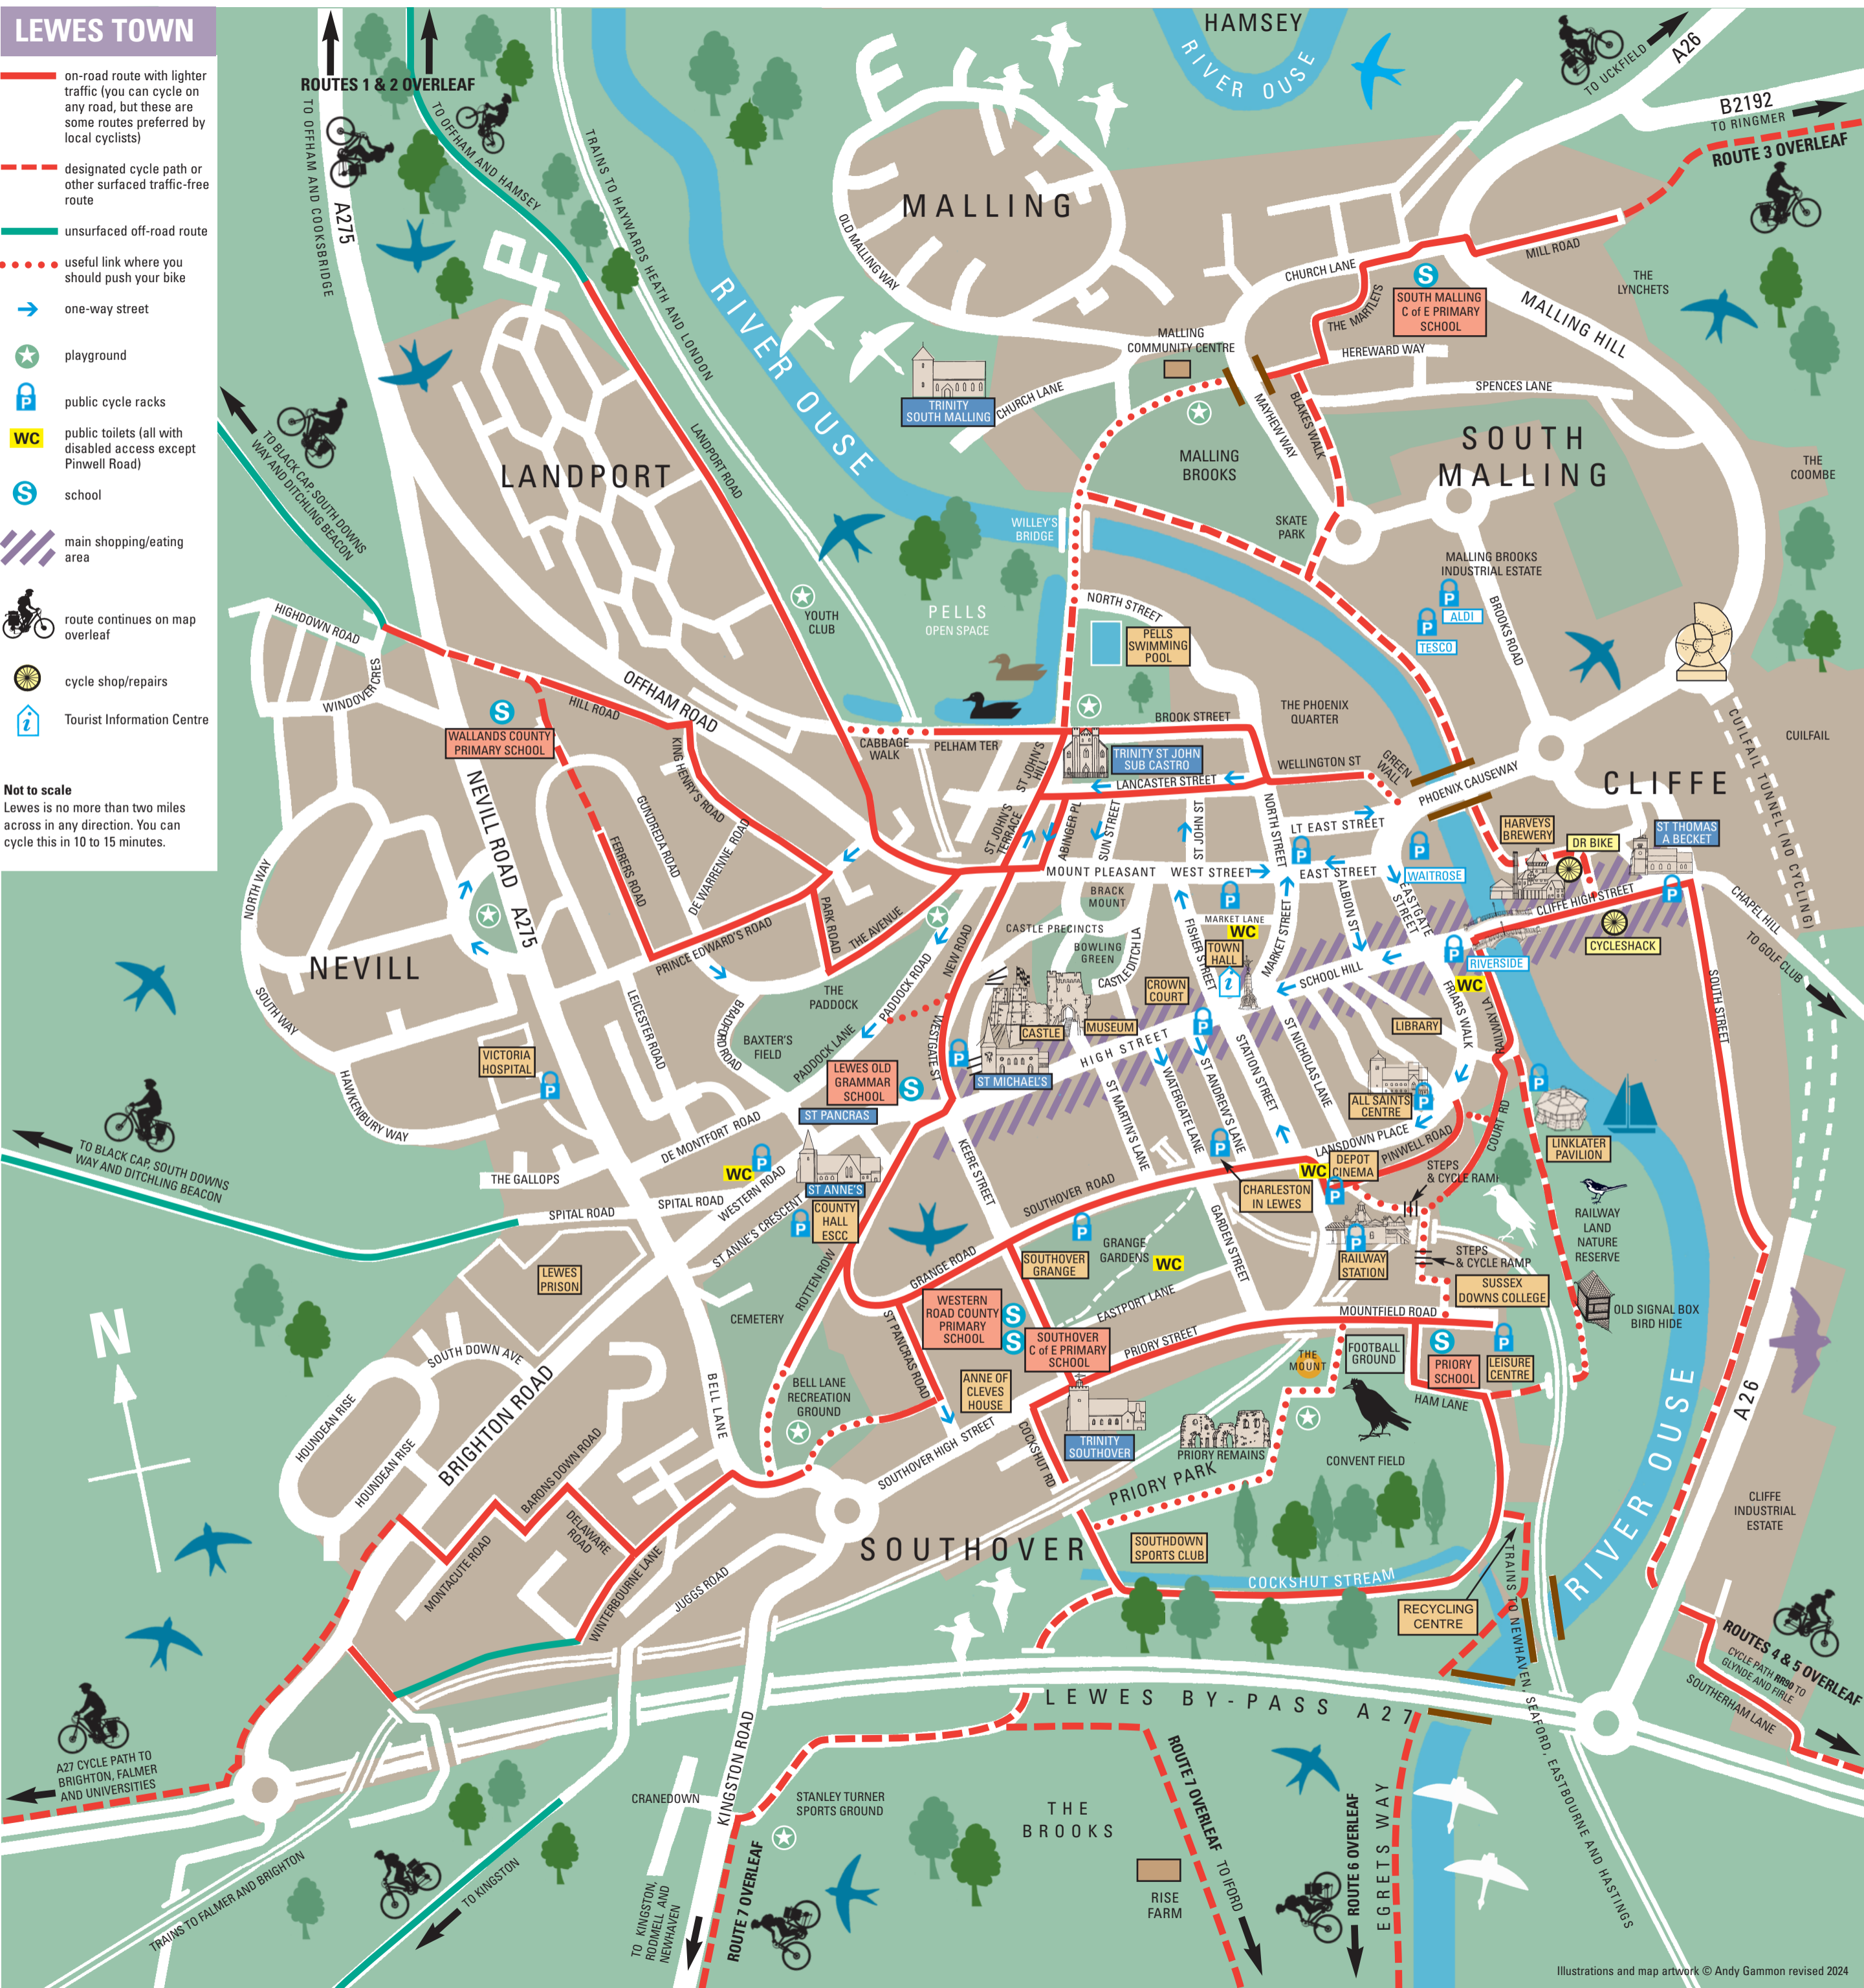 LEWES TOWN
on-road route with lighter
traffic (you can cycle on
any road, but these are
some routes preferred by
local cyclists)
designated cycle path or
other surfaced traffic-free
route
unsurfaced off-road route
useful link where you
should push your bike
one-way street
playground
P
public cycle racks
WC
public toilets (all with
disabled access except
Pinwell Road)
S
school
main shopping/eating
area
route continues on map
overleaf
cycle shop/repairs
i
Tourist Information Centre
Not to scale
Lewes is no more than two miles
across in any direction. You can
cycle this in 10 to 15 minutes.
ROUTES 1 & 2 OVERLEAF
TO OFFHAM AND COOKSBRIDGE
A275
TO OFFHAM AND HAMSEY
TRAINS TO HAYWARDS HEATH AND LONDON
HAMSEY
RIVER OUSE
TO UCKFIELD
A26
B2192
TO RINGMER
ROUTE 3 OVERLEAF
MALLING
OLD MALLING WAY
CHURCH LANE
MILL ROAD
THE
LYNCHETS
S
SOUTH MALLING
C of E PRIMARY
SCHOOL
THE MARTLETS
MALLING HILL
HEREWARD WAY
SPENCES LANE
MALLING
COMMUNITY CENTRE
TRINITY
SOUTH MALLING
CHURCH LANE
RIVER OUSE
MAYHEW WAY
BLAKES WALK
MALLING
BROOKS
SOUTH
MALLING
THE
COOMBE
SKATE
PARK
MALLING BROOKS
INDUSTRIAL ESTATE
P
ALDI
P
TESCO
BROOKS ROAD
TO BLACK CAP, SOUTH DOWNS
WAY AND DITCHLING BEACON
LANDPORT
LANDPORT ROAD
WILLEY'S
BRIDGE
YOUTH
CLUB
PELLS
OPEN SPACE
NORTH STREET
PELLS
SWIMMING
POOL
HIGHDOWN ROAD
WINDOVER CRES
OFFHAM ROAD
S
WALLANDS COUNTY
PRIMARY SCHOOL
HILL ROAD
KING HENRY'S ROAD
CABBAGE
WALK
PELHAM TER
ST JOHN'S
HILL
BROOK STREET
THE PHOENIX
QUARTER
TRINITY ST JOHN
SUB CASTRO
LANCASTER STREET
WELLINGTON ST
GREEN
WALL
PHOENIX CAUSEWAY
CLIFFE
CUILFAIL
CUILFAIL TUNNEL (NO CYCLING)
NEVILL ROAD
A275
GUNDREDA ROAD
DE WARRENNE ROAD
FERRERS ROAD
ST JOHN'S
TERRACE
ABINGER PL
SUN STREET
ST JOHN ST
NORTH STREET
LT EAST STREET
P
EAST STREET
P
WAITROSE
HARVEYS
BREWERY
DR BIKE
ST THOMAS
A BECKET
P
CLIFFE HIGH STREET
CYCLESHACK
CHAPEL HILL
TO GOLF CLUB
SOUTH STREET
MOUNT PLEASANT
WEST STREET
BRACK
MOUNT
P
MARKET LANE
WC
TOWN
HALL
i
MARKET STREET
FISHER STREET
ALBION ST
EASTGATE
STREET
P
RIVERSIDE
WC
SCHOOL HILL
NORTH WAY
NEVILL
SOUTH WAY
PRINCE EDWARD'S ROAD
PARK ROAD
THE AVENUE
PADDOCK ROAD
NEW ROAD
CASTLE PRECINCTS
BOWLING
GREEN
CASTLE DITCH LA
CROWN
COURT
CASTLE
MUSEUM
THE
PADDOCK
LEICESTER ROAD
BRADFORD ROAD
BAXTER'S
FIELD
PADDOCK LANE
WESTGATE ST
P
ST MICHAEL'S
HIGH STREET
P
LIBRARY
FRIARS WALK
RAILWAY LA
VICTORIA
HOSPITAL
P
HAWKENBURY WAY
LEWES OLD
GRAMMAR
SCHOOL
S
ST PANCRAS
ST MARTIN'S LANE
WATERGATE LANE
ST ANDREW'S LANE
STATION STREET
ST NICHOLAS LANE
ALL SAINTS
CENTRE
P
P
LINKLATER
PAVILION
COURT RD
LANSDOWN PLACE
PINWELL ROAD
TO BLACK CAP, SOUTH DOWNS
WAY AND DITCHLING BEACON
THE GALLOPS
DE MONTFORT ROAD
WC
P
SPITAL ROAD
SPITAL ROAD
WESTERN ROAD
ST ANNE'S
ST ANNE'S CRESCENT
P
COUNTY
HALL
ESCC
KEERE STREET
SOUTHOVER ROAD
P
CHARLESTON
IN LEWES
WC
DEPOT
CINEMA
P
STEPS
& CYCLE RAMP
P
RAILWAY
STATION
STEPS
& CYCLE RAMP
RAILWAY
LAND
NATURE
RESERVE
LEWES
PRISON
CEMETERY
ROTTEN ROW
GRANGE ROAD
SOUTHOVER
GRANGE
P
GRANGE
GARDENS
WC
GARDEN STREET
SUSSEX
DOWNS COLLEGE
OLD SIGNAL BOX
BIRD HIDE
WESTERN
ROAD COUNTY
PRIMARY
SCHOOL
S
S
SOUTHOVER
C of E PRIMARY
SCHOOL
EASTPORT LANE
PRIORY STREET
MOUNTFIELD ROAD
THE
MOUNT
FOOTBALL
GROUND
S
PRIORY
SCHOOL
P
LEISURE
CENTRE
HAM LANE
N
SOUTH DOWN AVE
HOUNDEAN RISE
HOUNDEAN RISE
BRIGHTON ROAD
BELL LANE
BELL LANE
RECREATION
GROUND
ST PANCRAS ROAD
ANNE OF
CLEVES
HOUSE
SOUTHOVER HIGH STREET
COCKSHUT RD
TRINITY
SOUTHOVER
PRIORY REMAINS
PRIORY PARK
CONVENT FIELD
A26
RIVER OUSE
CLIFFE
INDUSTRIAL
ESTATE
BARONS DOWN ROAD
DELAWARE
ROAD
MONTACUTE ROAD
WINTERBOURNE LANE
JUGGS ROAD
SOUTHOVER
SOUTHDOWN
SPORTS CLUB
COCKSHUT STREAM
RECYCLING
CENTRE
TRAINS TO NEWHAVEN, SEAFORD, EASTBOURNE AND HASTINGS
ROUTES 4 & 5 OVERLEAF
CYCLE PATH RR90 TO
GLYNDE AND FIRLE
SOUTHERHAM LANE
LEWES BY-PASS A27
A27 CYCLE PATH TO
BRIGHTON, FALMER
AND UNIVERSITIES
TRAINS TO FALMER AND BRIGHTON
TO KINGSTON
CRANEDOWN
KINGSTON ROAD
TO KINGSTON,
RODMELL AND
NEWHAVEN
ROUTE 7 OVERLEAF
STANLEY TURNER
SPORTS GROUND
THE
BROOKS
RISE
FARM
ROUTE 7 OVERLEAF TO IFORD
ROUTE 6 OVERLEAF
EGRETS WAY
Illustrations and map artwork © Andy Gammon revised 2024